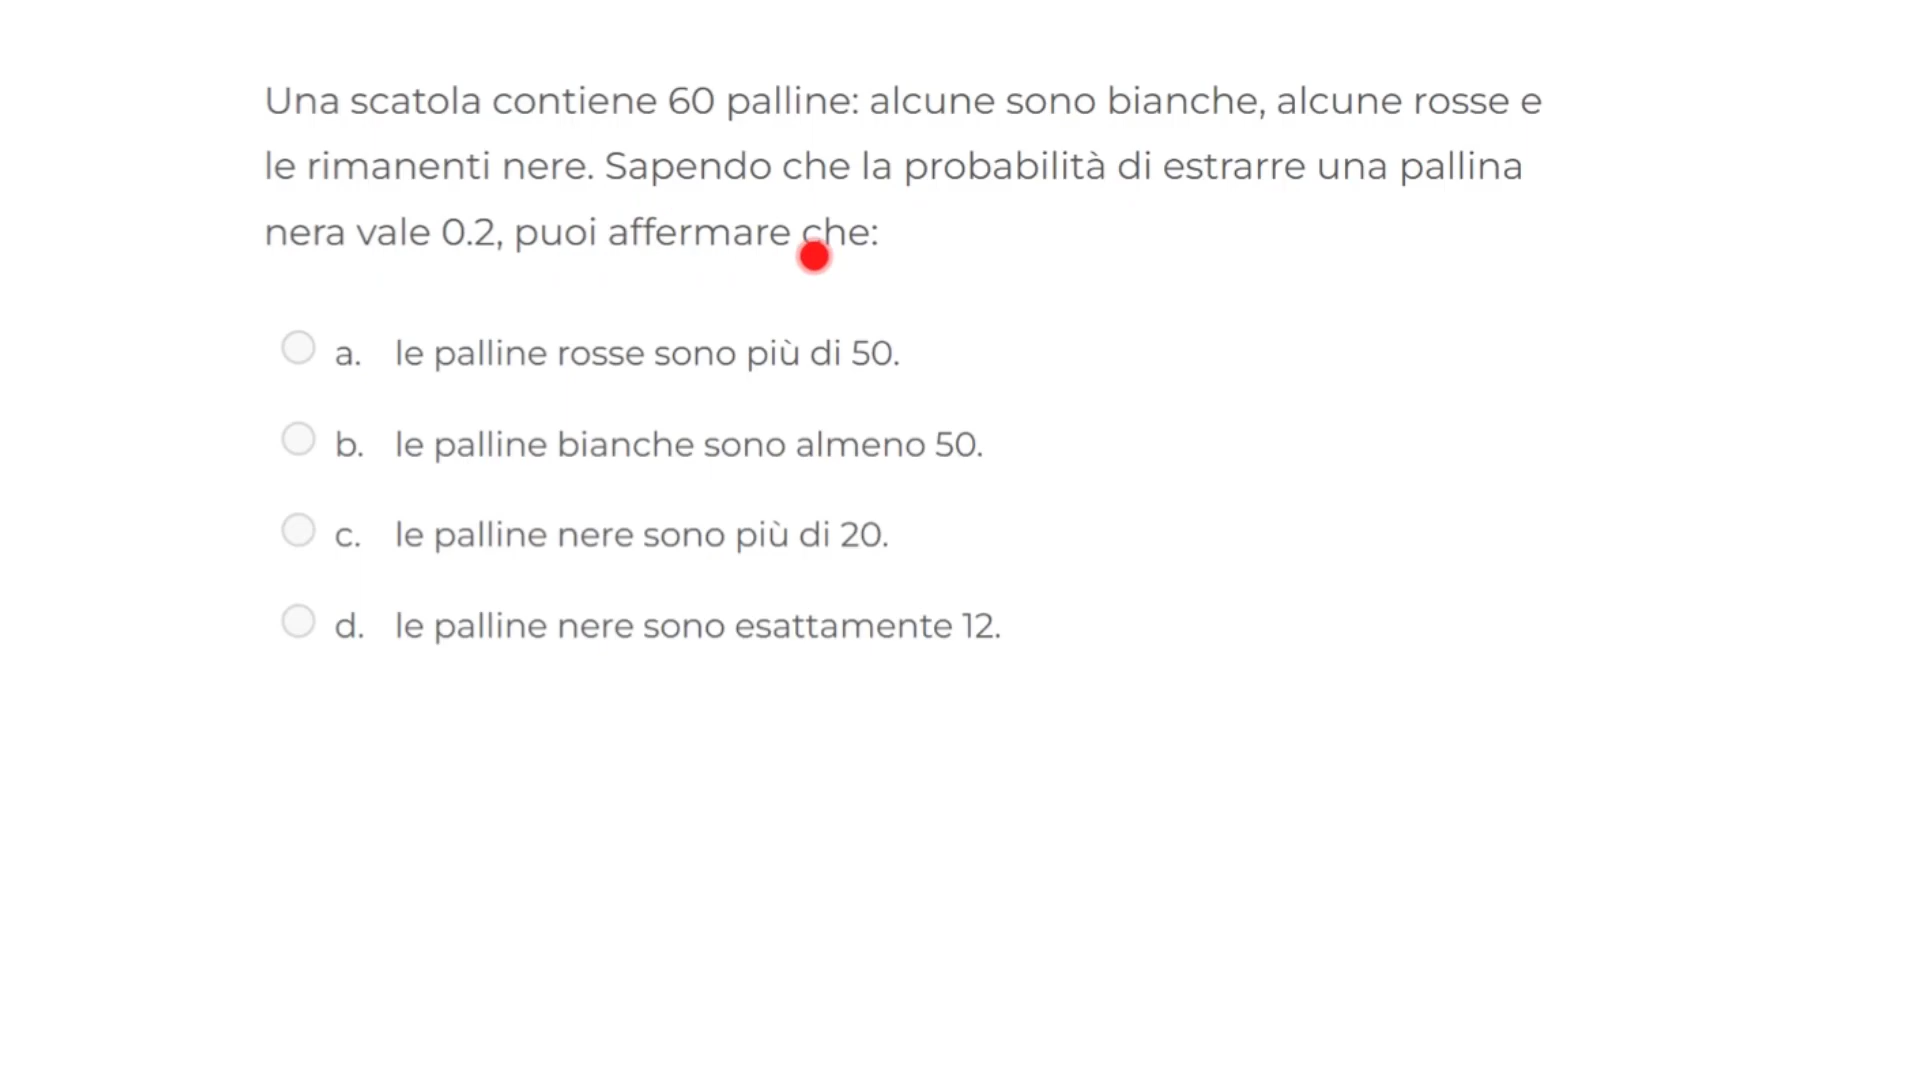 Una scatola contiene 60 palline: alcune sono bianche, alcune rosse e
le rimanenti nere. Sapendo che la probabilità di estrarre una pallina
nera vale 0.2, puoi affermare che:
a. le palline rosse sono più di 50.
b. le palline bianche sono almeno 50.
c. le palline nere sono più di 20.
d. le palline nere sono esattamente 12.